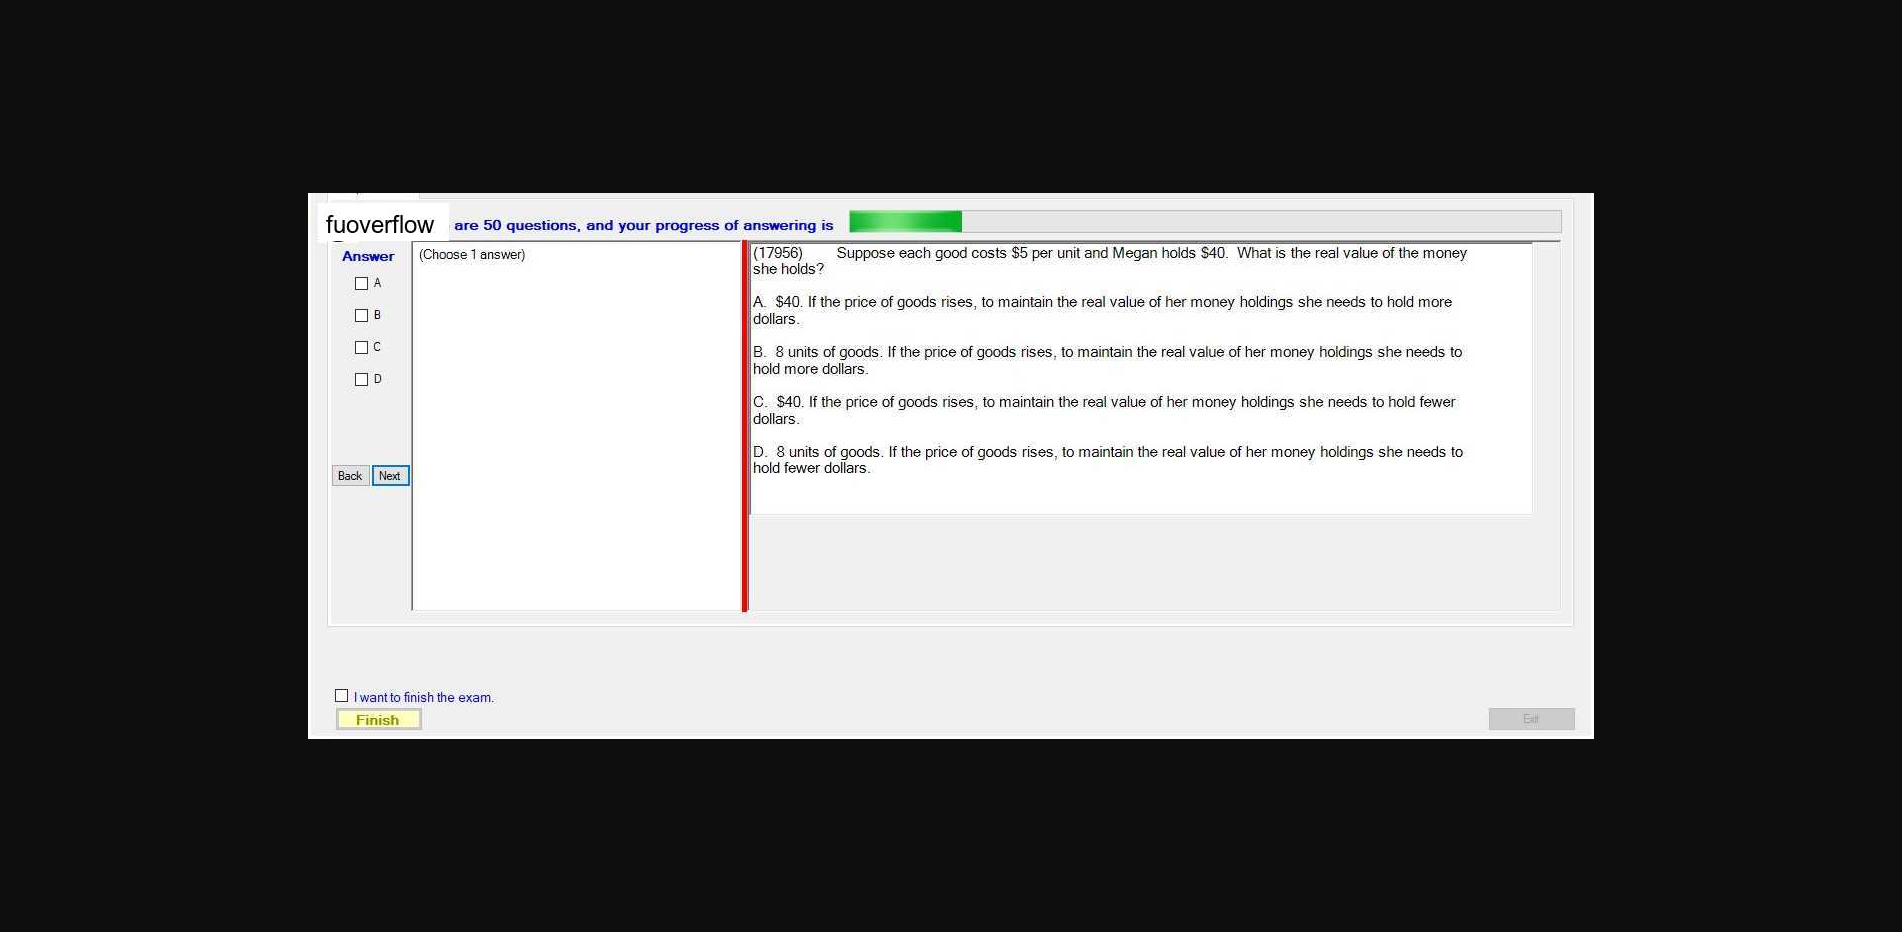 fuoverflow are 50 questions, and your progress of answering is
Answer
(Choose 1 answer)
A
B
C
D
Back Next
(17956) Suppose each good costs $5 per unit and Megan holds $40. What is the real value of the money
she holds?
A. $40. If the price of goods rises, to maintain the real value of her money holdings she needs to hold more
dollars.
B. 8 units of goods. If the price of goods rises, to maintain the real value of her money holdings she needs to
hold more dollars.
C. $40. If the price of goods rises, to maintain the real value of her money holdings she needs to hold fewer
dollars.
D. 8 units of goods. If the price of goods rises, to maintain the real value of her money holdings she needs to
hold fewer dollars.
I want to finish the exam.
Finish
Exit